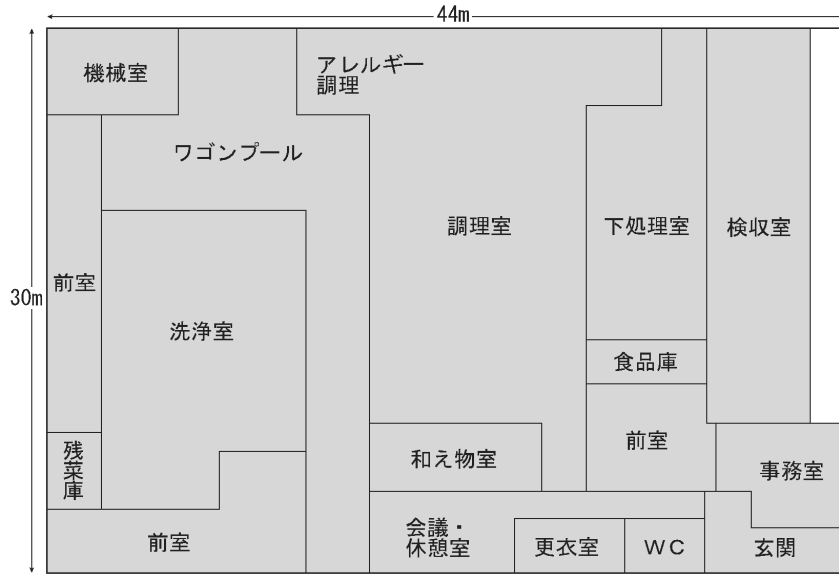 44m
30m
機械室
アレルギー
調理
ワゴンプール
調理室
下処理室
検収室
前室
洗浄室
食品庫
残菜庫
和え物室
前室
事務室
前室
会議・
休憩室
更衣室
WC
玄関